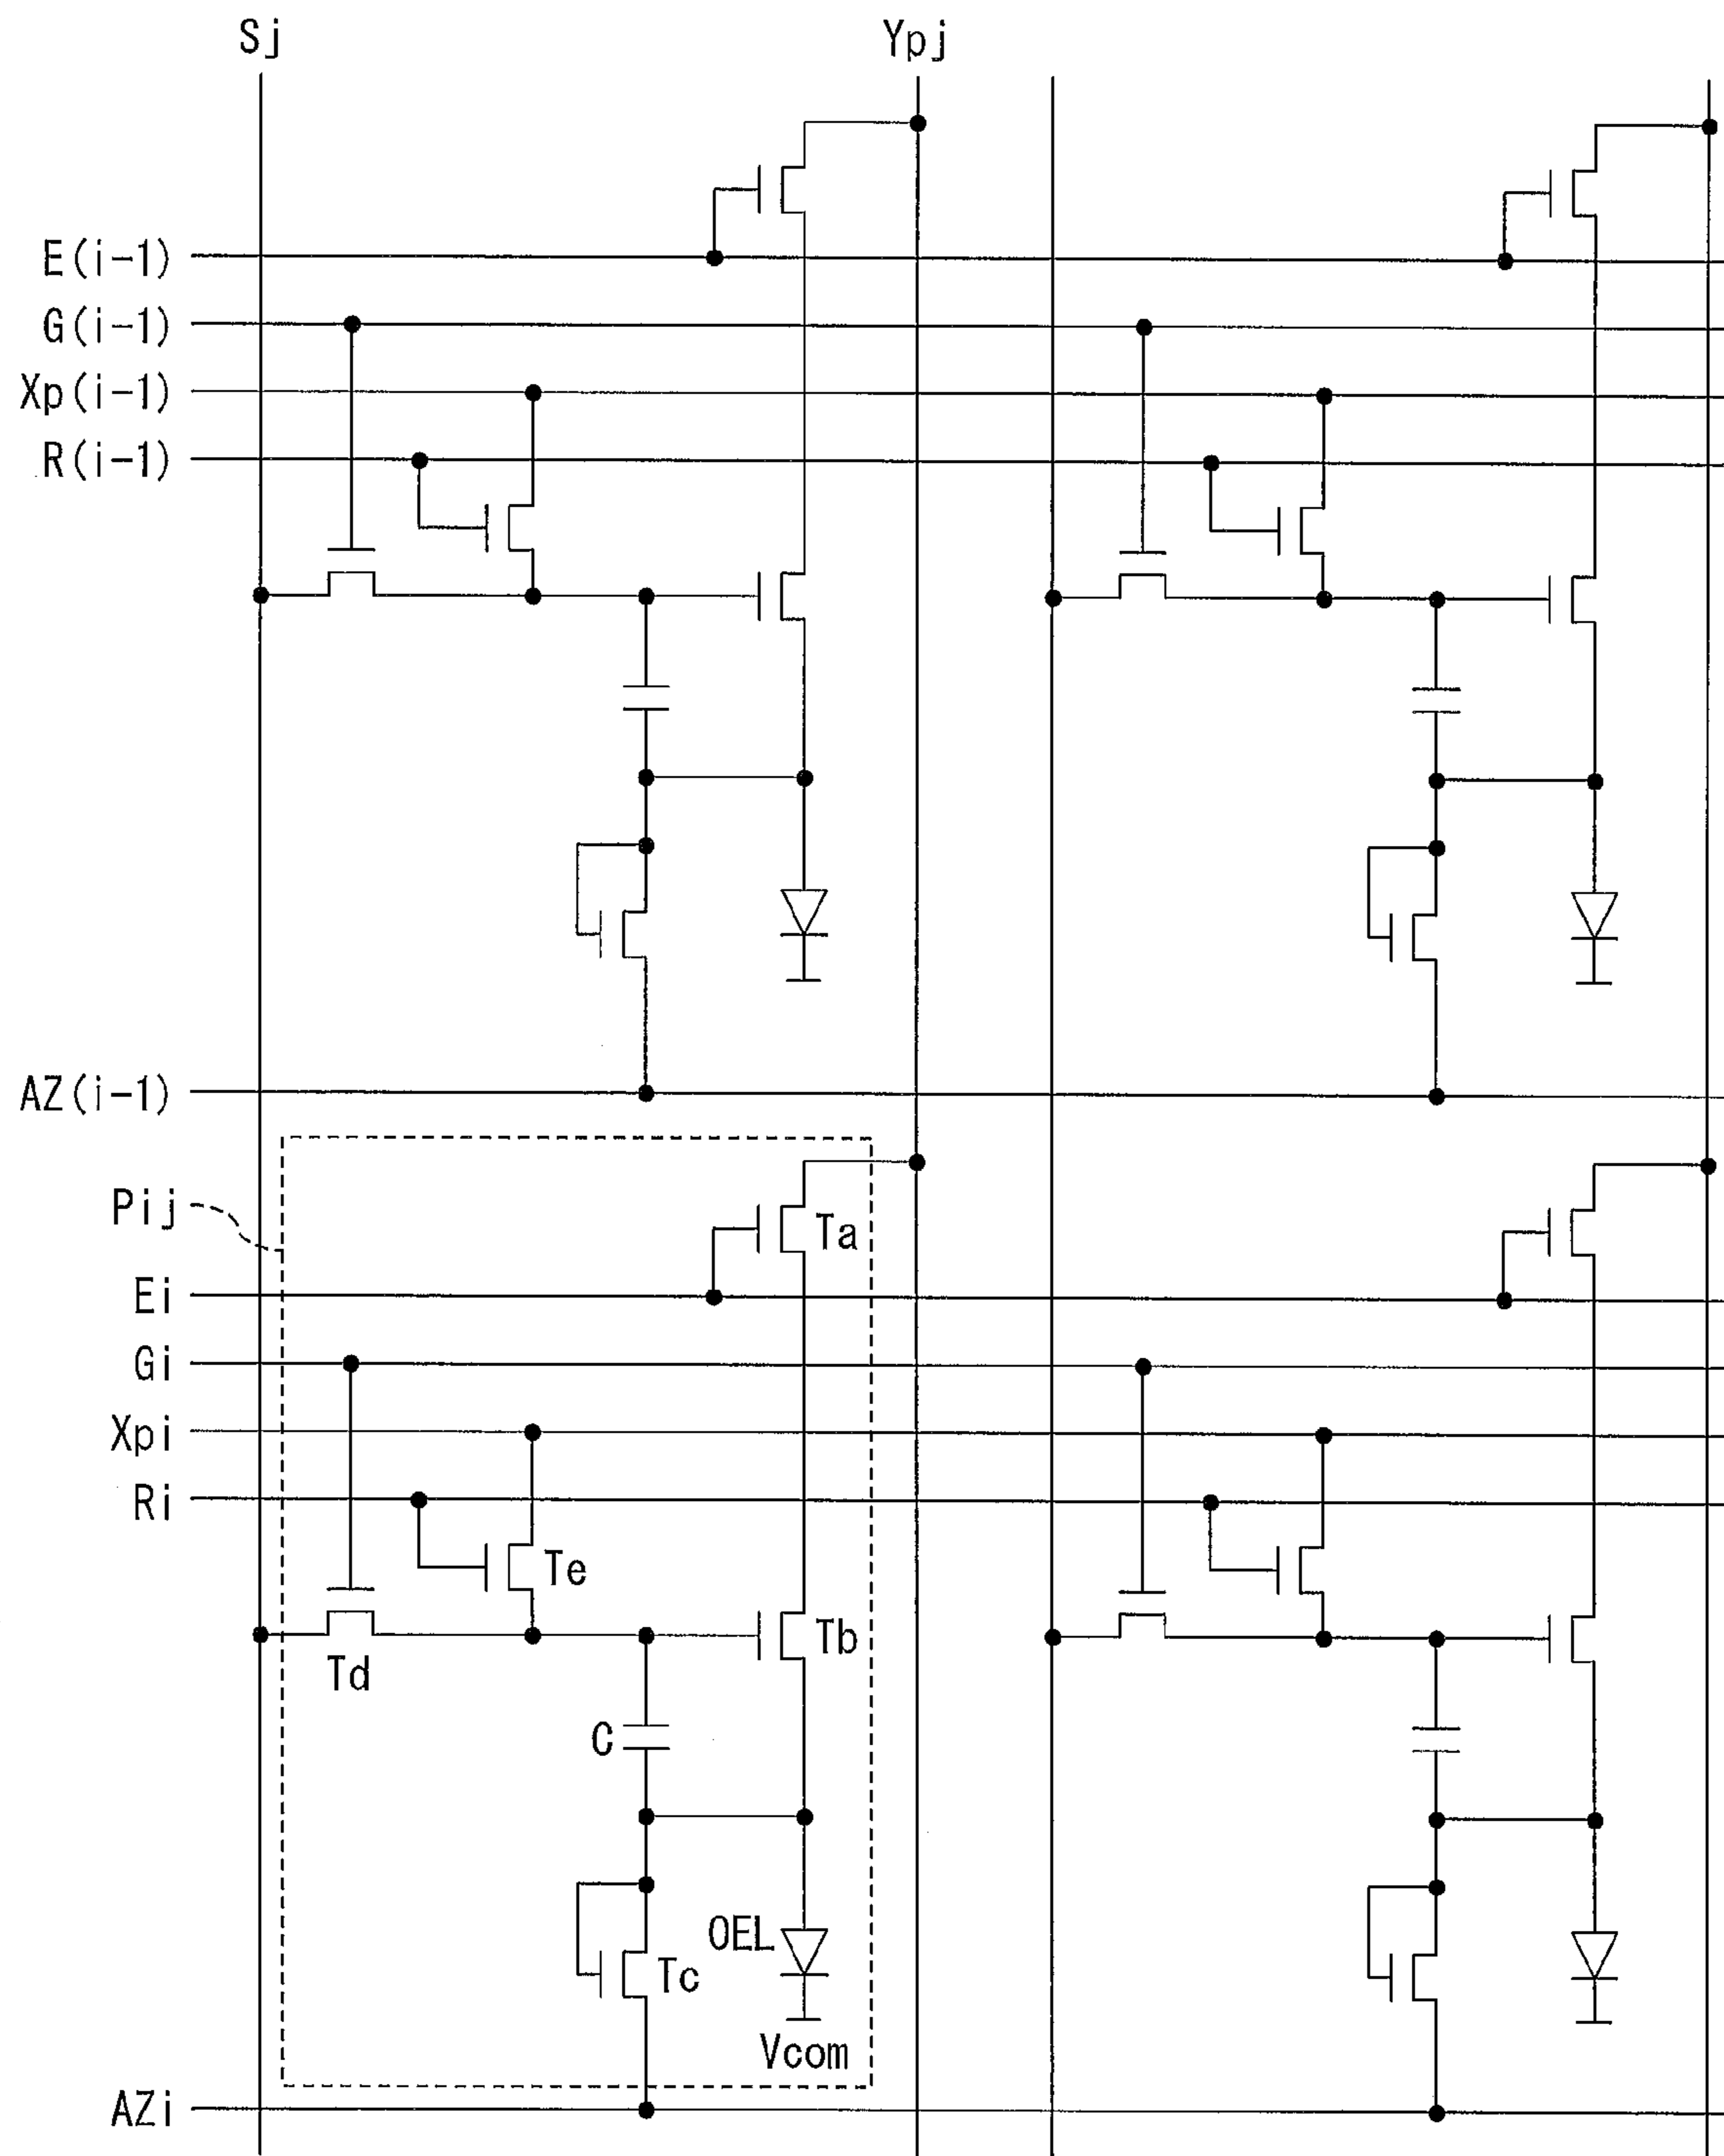 Sj
Ypj
E(i-1)
G(i-1)
Xp(i-1)
R(i-1)
AZ(i-1)
Pij
Ta
Ei
Gi
Xpi
Ri
Te
Tb
Td
C
OEL
Tc
Vcom
AZi